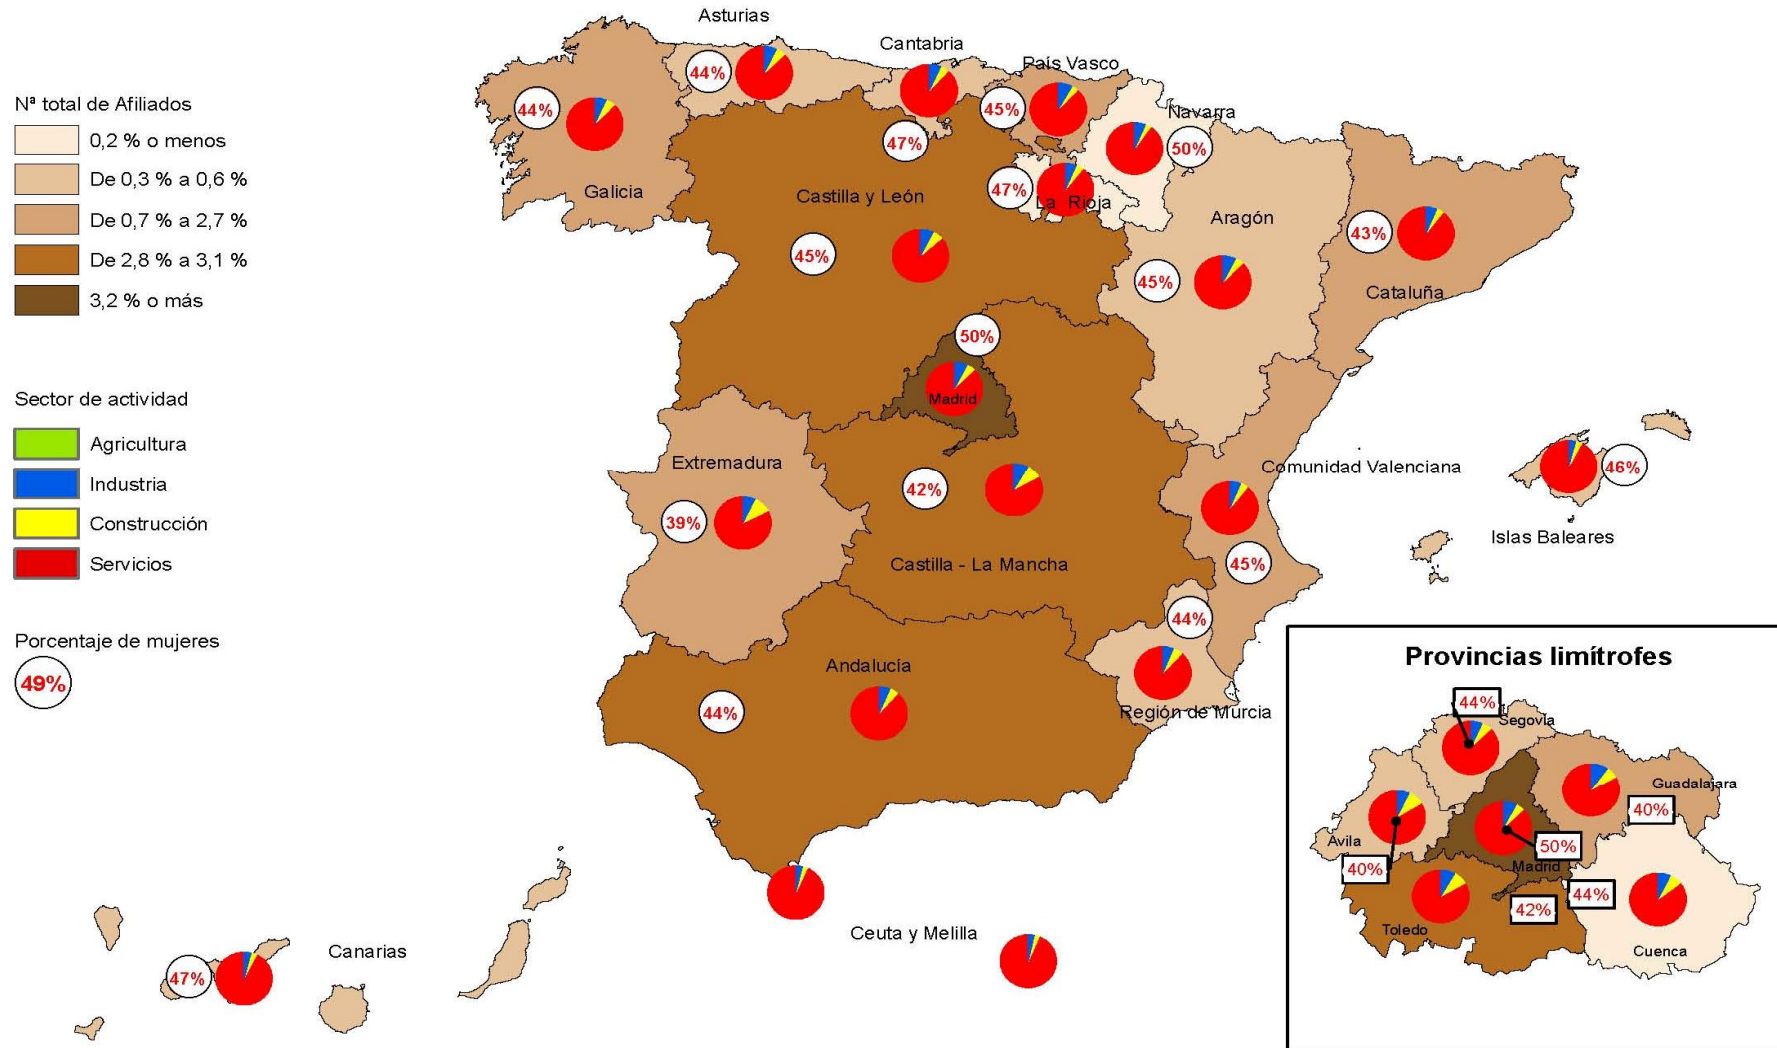 Asturias
Cantabria
País Vasco
Navarra
44%
44%
47%
45%
50%
47%
Galicia
Castilla y León
La Rioja
Aragón
Cataluña
45%
45%
43%
50%
Madrid
Extremadura
39%
42%
Castilla - La Mancha
Comunidad Valenciana
45%
46%
Islas Baleares
44%
Región de Murcia
Andalucía
44%
Ceuta y Melilla
Canarias
47%
Nª total de Afiliados
0,2 % o menos
De 0,3 % a 0,6 %
De 0,7 % a 2,7 %
De 2,8 % a 3,1 %
3,2 % o más
Sector de actividad
Agricultura
Industria
Construcción
Servicios
Porcentaje de mujeres
49%
Provincias limítrofes
44%
Segovia
Guadalajara
40%
Avila
40%
50%
Madrid
44%
42%
Toledo
Cuenca